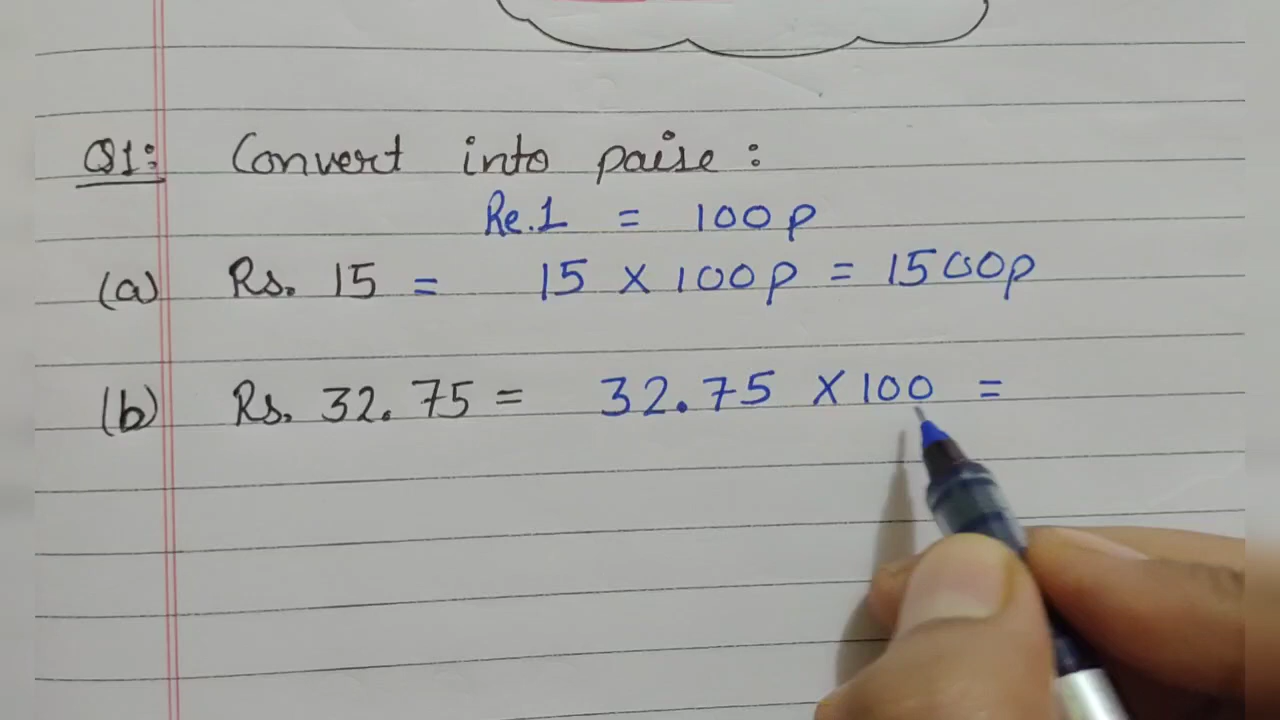 Q1: Convert into paise :
Re.1 = 100p
(a) Rs. 15 = 15 x 100p = 1500p
(b) Rs. 32.75 = 32.75 x 100 =